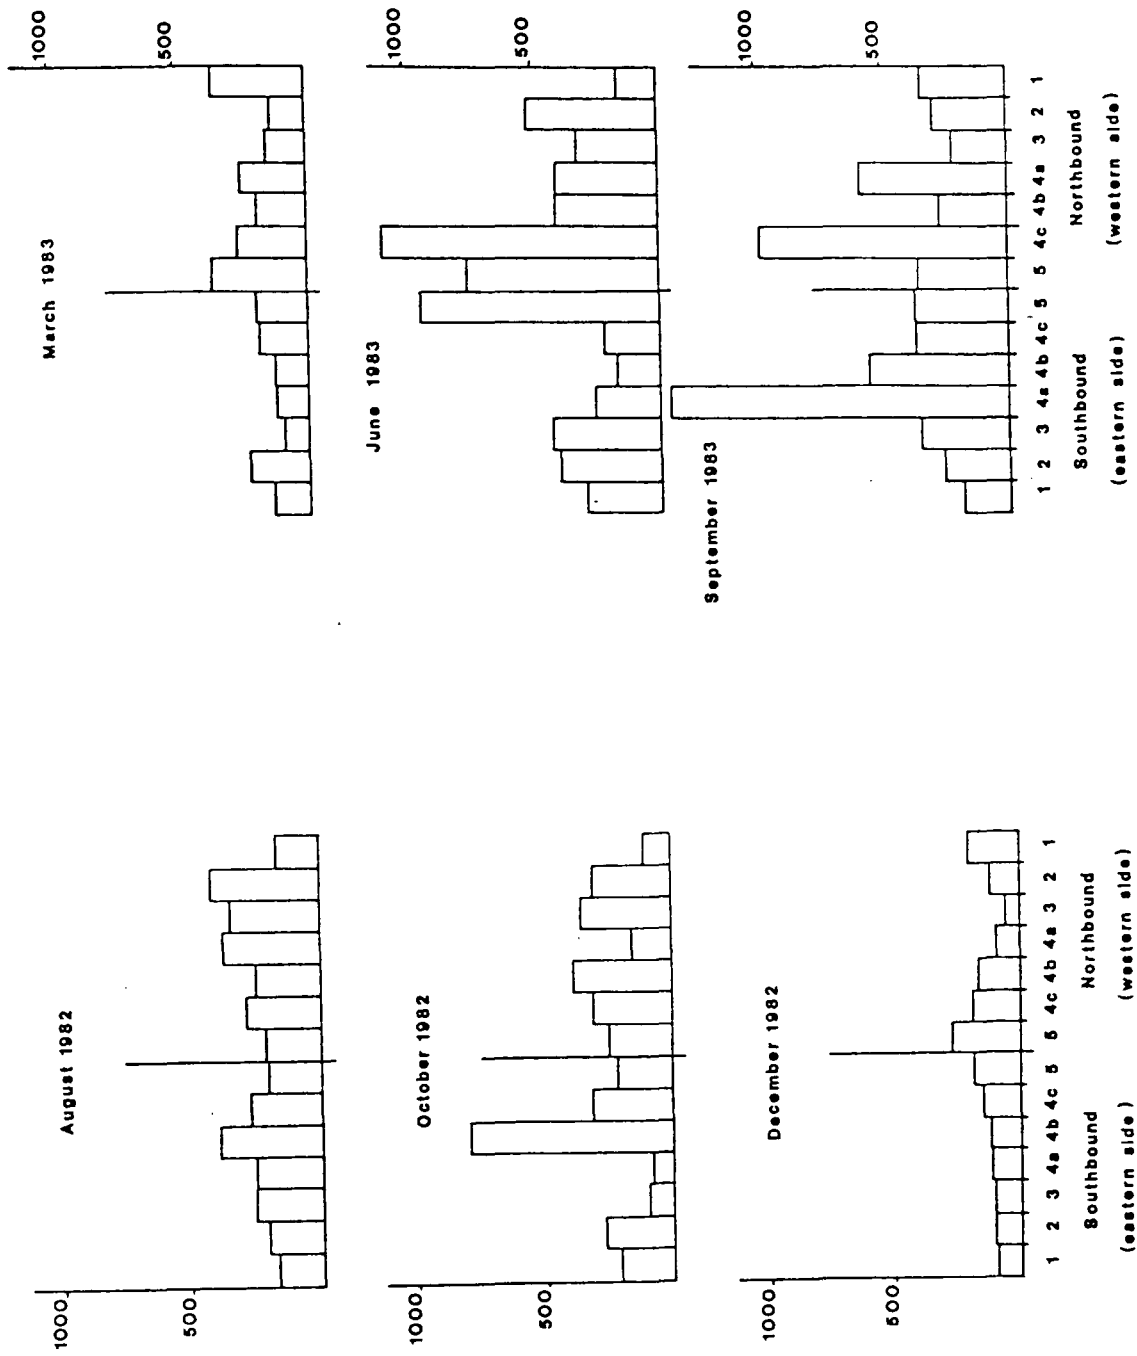 1000
500
March 1983
1000
500
June 1983
1000
500
September 1983
1 2 3 4a 4b 4c 5 5 4c 4b 4a 3 2 1
Southbound Northbound
(eastern side) (western side)
1000
500
August 1982
1000
500
October 1982
1000
500
December 1982
1 2 3 4a 4b 4c 5 5 4c 4b 4a 3 2 1
Southbound Northbound
(eastern side) (western side)